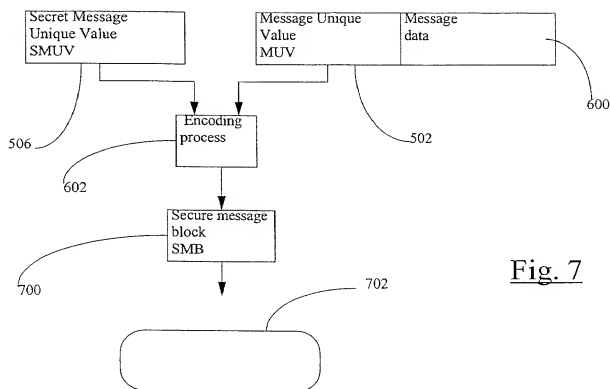 Secret Message
Unique Value
SMUV
Message Unique
Value
MUV
Message
data
600
506
Encoding
process
502
602
Secure message
block
SMB
700
702
Fig. 7